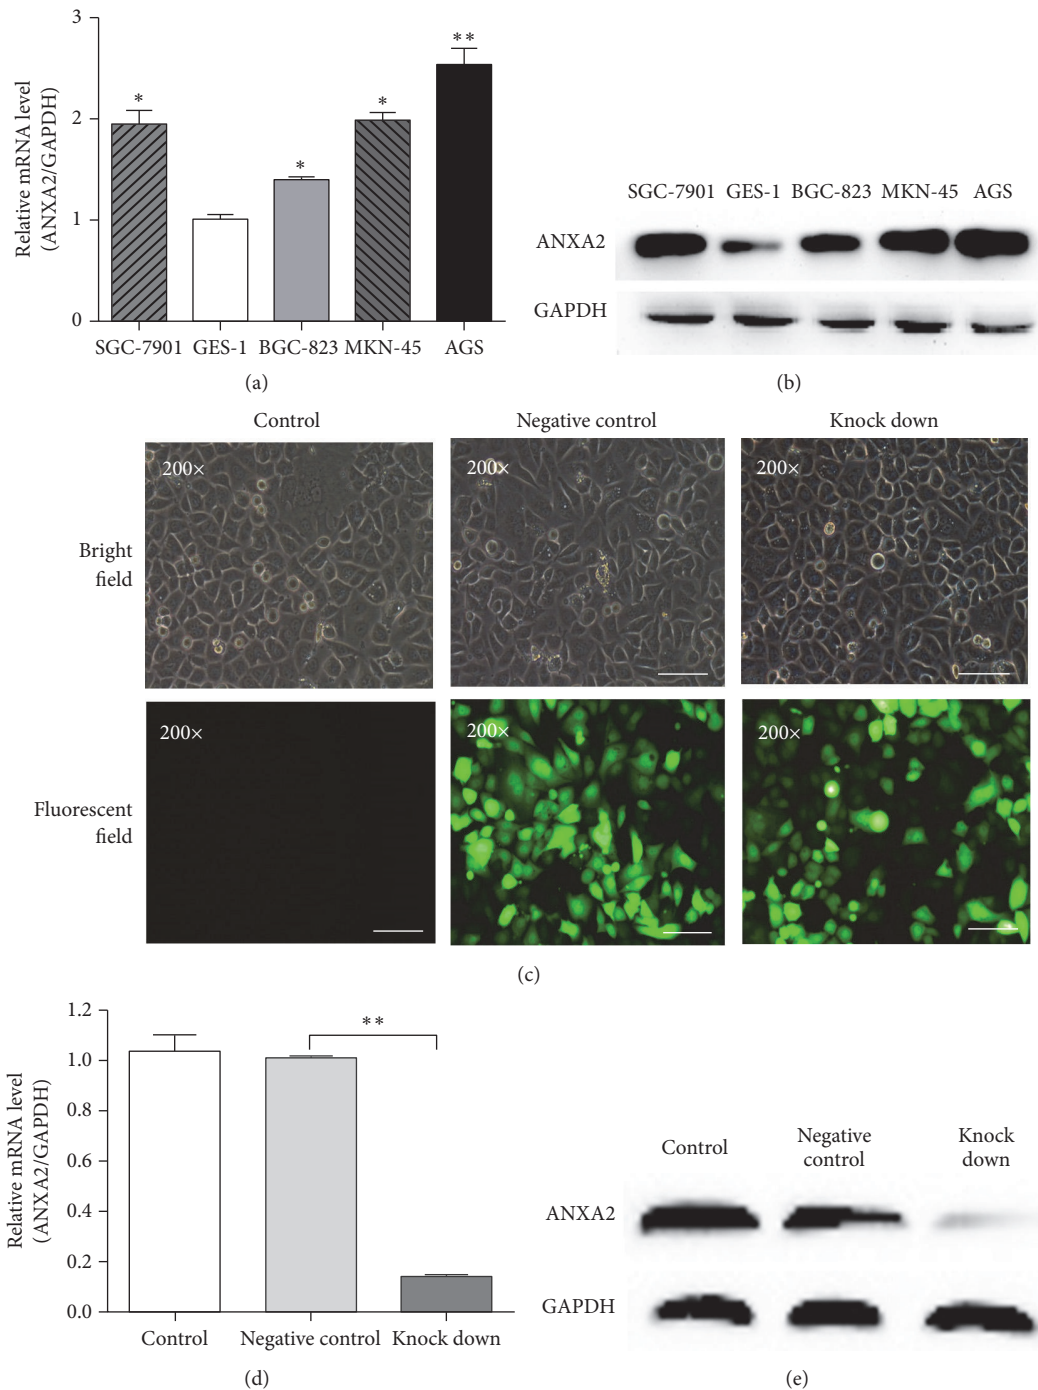 3
2
1
0
Relative mRNA level
(ANXA2/GAPDH)
*
*
*
**
SGC-7901 GES-1 BGC-823 MKN-45 AGS
(a)
SGC-7901 GES-1 BGC-823 MKN-45 AGS
ANXA2
GAPDH
(b)
Control Negative control Knock down
Bright
field
200× 200× 200×
Fluorescent
field
200× 200× 200×
(c)
1.2
1.0
0.8
0.6
0.4
0.2
0.0
Relative mRNA level
(ANXA2/GAPDH)
**
Control Negative control Knock down
(d)
Control
Negative
control
Knock
down
ANXA2
GAPDH
(e)